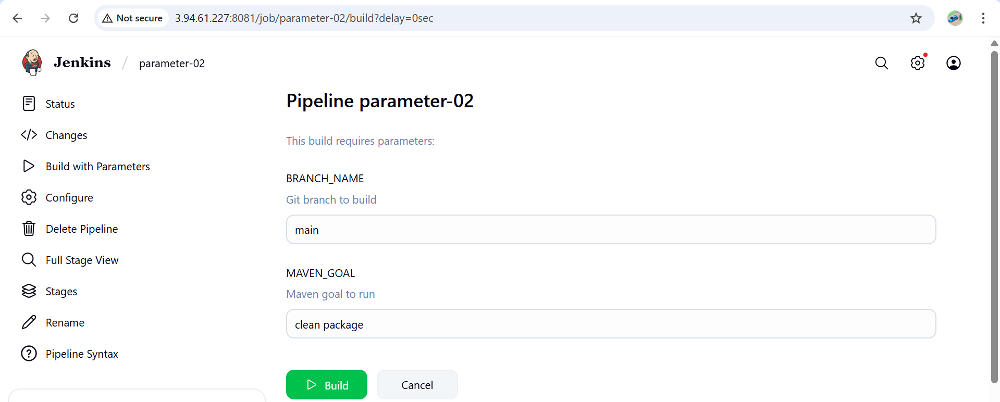 Not secure 3.94.61.227:8081/job/parameter-02/build?delay=0sec
Jenkins / parameter-02
Status
Changes
Build with Parameters
Configure
Delete Pipeline
Full Stage View
Stages
Rename
Pipeline Syntax
Pipeline parameter-02
This build requires parameters:
BRANCH_NAME
Git branch to build
main
MAVEN_GOAL
Maven goal to run
clean package
Build
Cancel